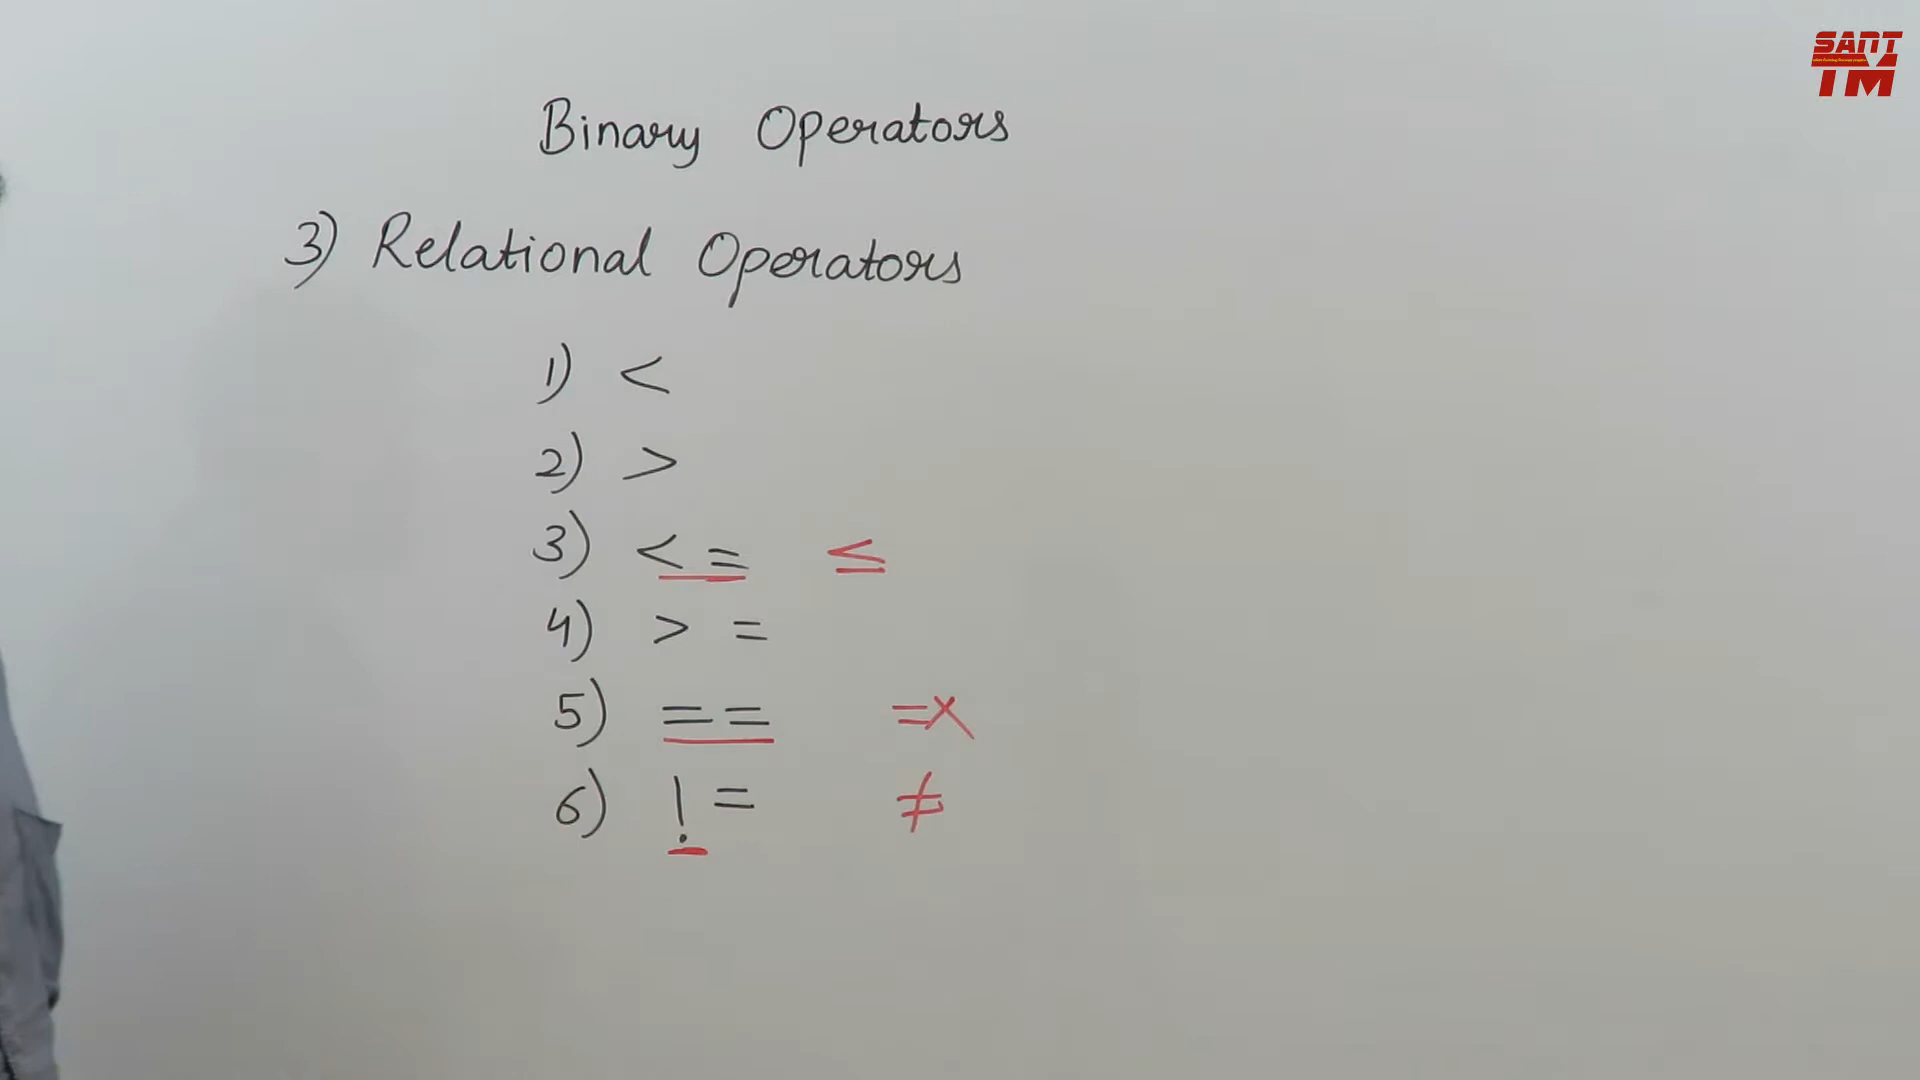 SANT
TM
Binary Operators
3) Relational Operators
1) <
2) >
3) < = ≤
4) > =
5) = = =x
6) ! = ≠